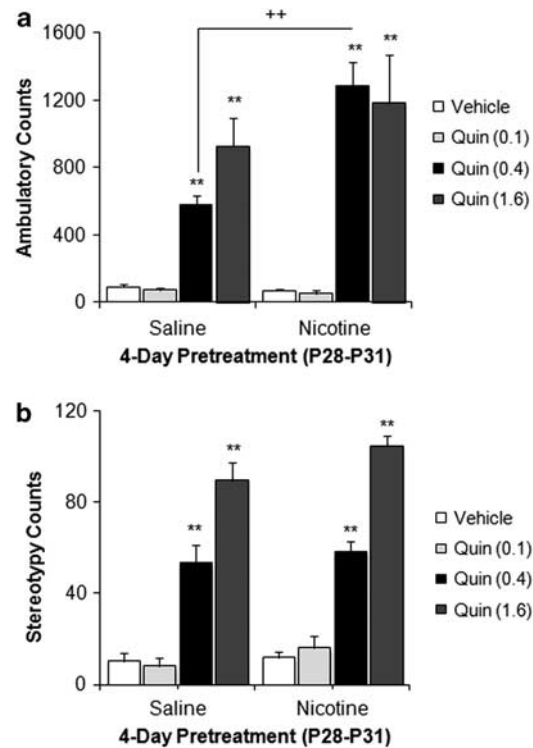 a
++
**
**
**
**
1600
1200
800
400
0
Ambulatory Counts
Vehicle
Quin (0.1)
Quin (0.4)
Quin (1.6)
Saline
Nicotine
4-Day Pretreatment (P28-P31)
b
**
**
**
**
120
80
40
0
Stereotypy Counts
Vehicle
Quin (0.1)
Quin (0.4)
Quin (1.6)
Saline
Nicotine
4-Day Pretreatment (P28-P31)